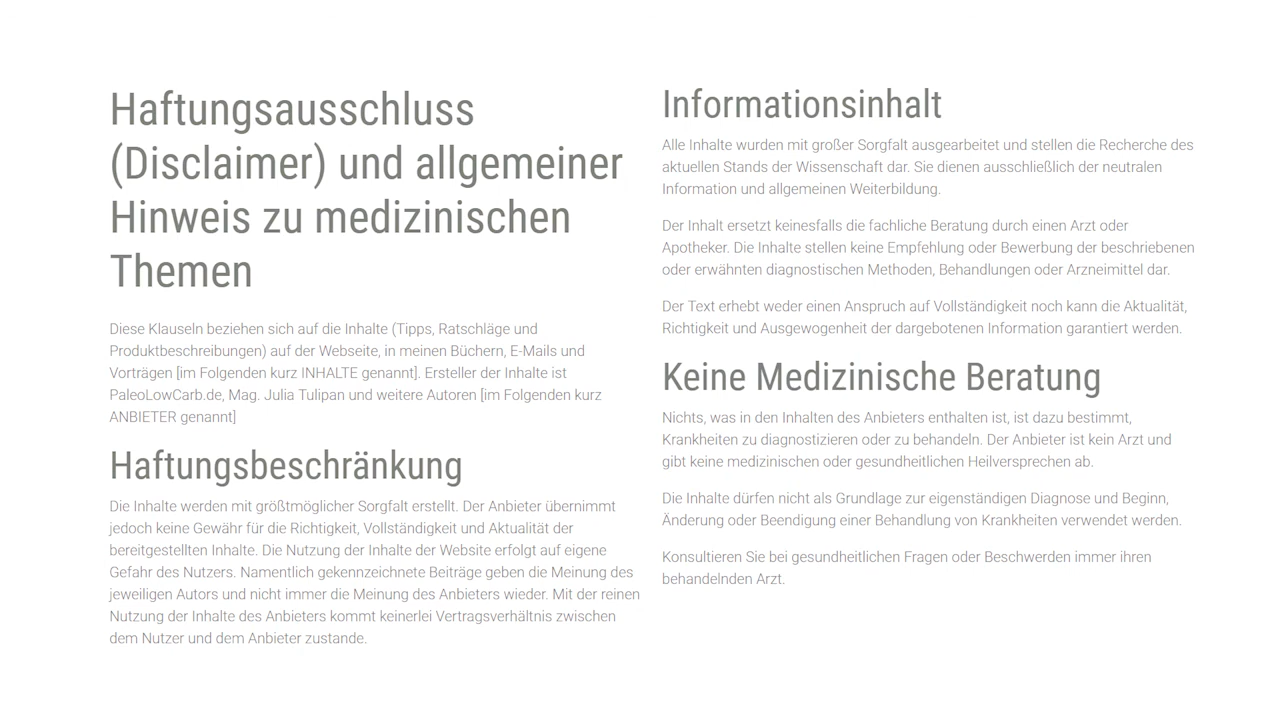 Haftungsausschluss
(Disclaimer) und allgemeiner
Hinweis zu medizinischen
Themen
Diese Klauseln beziehen sich auf die Inhalte (Tipps, Ratschläge und
Produktbeschreibungen) auf der Webseite, in meinen Büchern, E-Mails und
Vorträgen [im Folgenden kurz INHALTE genannt]. Ersteller der Inhalte ist
PaleoLowCarb.de, Mag. Julia Tulipan und weitere Autoren [im Folgenden kurz
ANBIETER genannt]
Haftungsbeschränkung
Die Inhalte werden mit größtmöglicher Sorgfalt erstellt. Der Anbieter übernimmt
jedoch keine Gewähr für die Richtigkeit, Vollständigkeit und Aktualität der
bereitgestellten Inhalte. Die Nutzung der Inhalte der Website erfolgt auf eigene
Gefahr des Nutzers. Namentlich gekennzeichnete Beiträge geben die Meinung des
jeweiligen Autors und nicht immer die Meinung des Anbieters wieder. Mit der reinen
Nutzung der Inhalte des Anbieters kommt keinerlei Vertragsverhältnis zwischen
dem Nutzer und dem Anbieter zustande.
Informationsinhalt
Alle Inhalte wurden mit großer Sorgfalt ausgearbeitet und stellen die Recherche des
aktuellen Stands der Wissenschaft dar. Sie dienen ausschließlich der neutralen
Information und allgemeinen Weiterbildung.
Der Inhalt ersetzt keinesfalls die fachliche Beratung durch einen Arzt oder
Apotheker. Die Inhalte stellen keine Empfehlung oder Bewerbung der beschriebenen
oder erwähnten diagnostischen Methoden, Behandlungen oder Arzneimittel dar.
Der Text erhebt weder einen Anspruch auf Vollständigkeit noch kann die Aktualität,
Richtigkeit und Ausgewogenheit der dargebotenen Information garantiert werden.
Keine Medizinische Beratung
Nichts, was in den Inhalten des Anbieters enthalten ist, ist dazu bestimmt,
Krankheiten zu diagnostizieren oder zu behandeln. Der Anbieter ist kein Arzt und
gibt keine medizinischen oder gesundheitlichen Heilversprechen ab.
Die Inhalte dürfen nicht als Grundlage zur eigenständigen Diagnose und Beginn,
Änderung oder Beendigung einer Behandlung von Krankheiten verwendet werden.
Konsultieren Sie bei gesundheitlichen Fragen oder Beschwerden immer ihren
behandelnden Arzt.